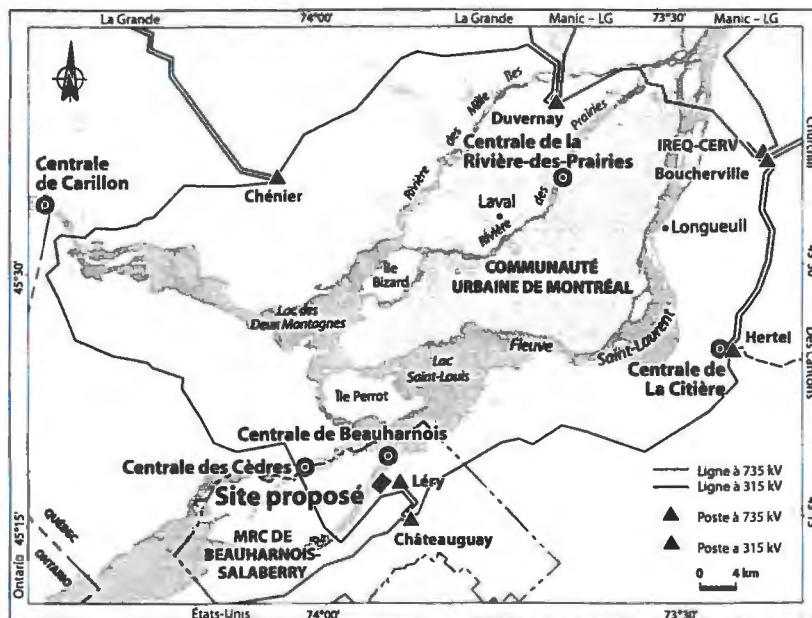 La Grande
74°00'
La Grande
Manic – LG
73°30'
Manic – LG
Rivière des Mille Îles
Duvernay
Prairies
Centrale de la
Rivière-des-Prairies
IREQ-CERV
Boucherville
Centrale
de Carillon
Chénier
Laval
Rivière des
Longueuil
45°30'
Île
Bizard
COMMUNAUTÉ
URBAINE DE MONTRÉAL
Lac des
Deux Montagnes
Fleuve
Saint-Laurent
Hertel
Des Cantons
Lac
Saint-Louis
Centrale de
La Citière
Île Perrot
Centrale de Beauharnois
Centrale des Cèdres
Site proposé
Léry
Ligne à 735 kV
Ligne à 315 kV
Poste à 735 kV
Poste a 315 kV
45°15'
QUÉBEC
ONTARIO
MRC DE
BEAUHARNOIS-
SALABERRY
Châteauguay
0 4 km
Ontario
États-Unis
74°00'
73°30'